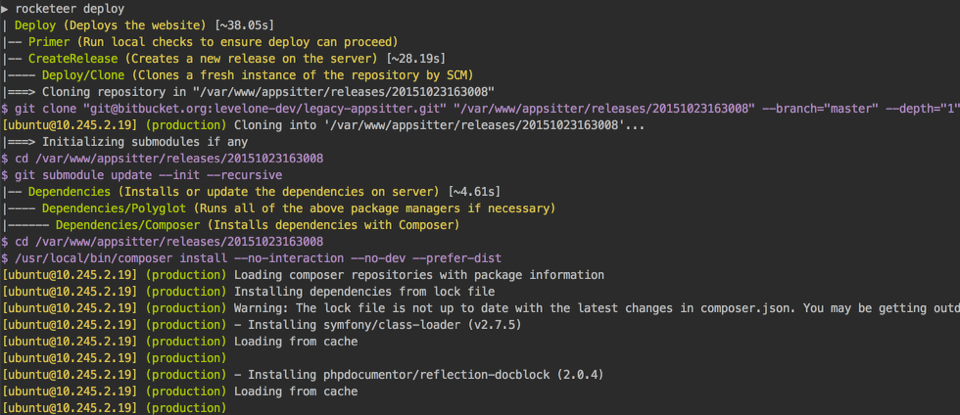 ▶ rocketeer deploy
| Deploy (Deploys the website) [~38.05s]
|-- Primer (Run local checks to ensure deploy can proceed)
|-- CreateRelease (Creates a new release on the server) [~28.19s]
|---- Deploy/Clone (Clones a fresh instance of the repository by SCM)
|===> Cloning repository in "/var/www/appsitter/releases/20151023163008"
$ git clone "git@bitbucket.org:levelone-dev/legacy-appsitter.git" "/var/www/appsitter/releases/20151023163008" --branch="master" --depth="1"
[ubuntu@10.245.2.19] (production) Cloning into '/var/www/appsitter/releases/20151023163008'...
|===> Initializing submodules if any
$ cd /var/www/appsitter/releases/20151023163008
$ git submodule update --init --recursive
|-- Dependencies (Installs or update the dependencies on server) [~4.61s]
|---- Dependencies/Polyglot (Runs all of the above package managers if necessary)
|------ Dependencies/Composer (Installs dependencies with Composer)
$ cd /var/www/appsitter/releases/20151023163008
$ /usr/local/bin/composer install --no-interaction --no-dev --prefer-dist
[ubuntu@10.245.2.19] (production) Loading composer repositories with package information
[ubuntu@10.245.2.19] (production) Installing dependencies from lock file
[ubuntu@10.245.2.19] (production) Warning: The lock file is not up to date with the latest changes in composer.json. You may be getting outd
[ubuntu@10.245.2.19] (production) - Installing symfony/class-loader (v2.7.5)
[ubuntu@10.245.2.19] (production) Loading from cache
[ubuntu@10.245.2.19] (production)
[ubuntu@10.245.2.19] (production) - Installing phpdocumentor/reflection-docblock (2.0.4)
[ubuntu@10.245.2.19] (production) Loading from cache
[ubuntu@10.245.2.19] (production)